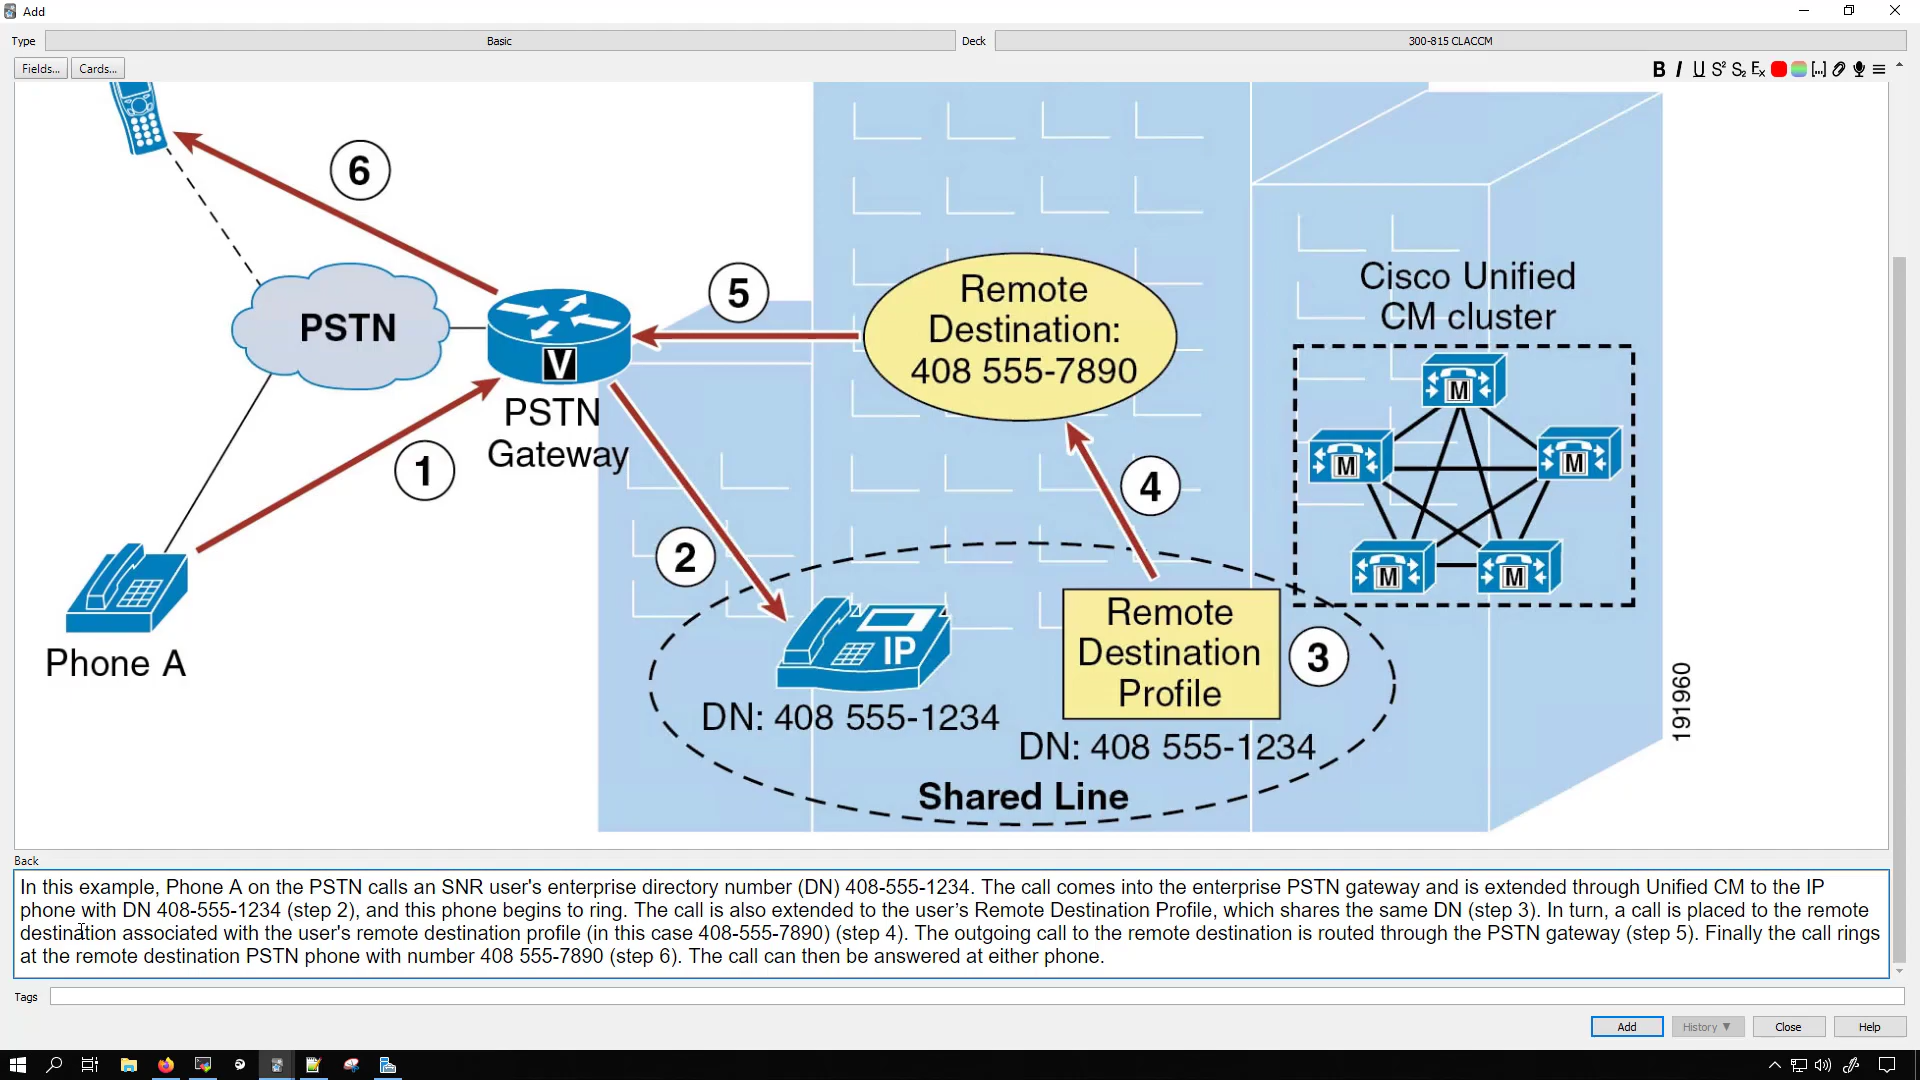 Add
Type
Basic
Deck
300-815 CLACCM
Fields...
Cards...
B I U S² S₂ Ex [...]
6
PSTN
5
Remote
Destination:
408 555-7890
Cisco Unified
CM cluster
V
PSTN
Gateway
1
M
M
M
M
M
4
2
Phone A
IP
DN: 408 555-1234
Remote
Destination
Profile
3
DN: 408 555-1234
Shared Line
191960
Back
In this example, Phone A on the PSTN calls an SNR user's enterprise directory number (DN) 408-555-1234. The call comes into the enterprise PSTN gateway and is extended through Unified CM to the IP
phone with DN 408-555-1234 (step 2), and this phone begins to ring. The call is also extended to the user’s Remote Destination Profile, which shares the same DN (step 3). In turn, a call is placed to the remote
destination associated with the user's remote destination profile (in this case 408-555-7890) (step 4). The outgoing call to the remote destination is routed through the PSTN gateway (step 5). Finally the call rings
at the remote destination PSTN phone with number 408 555-7890 (step 6). The call can then be answered at either phone.
Tags
Add
History ▼
Close
Help